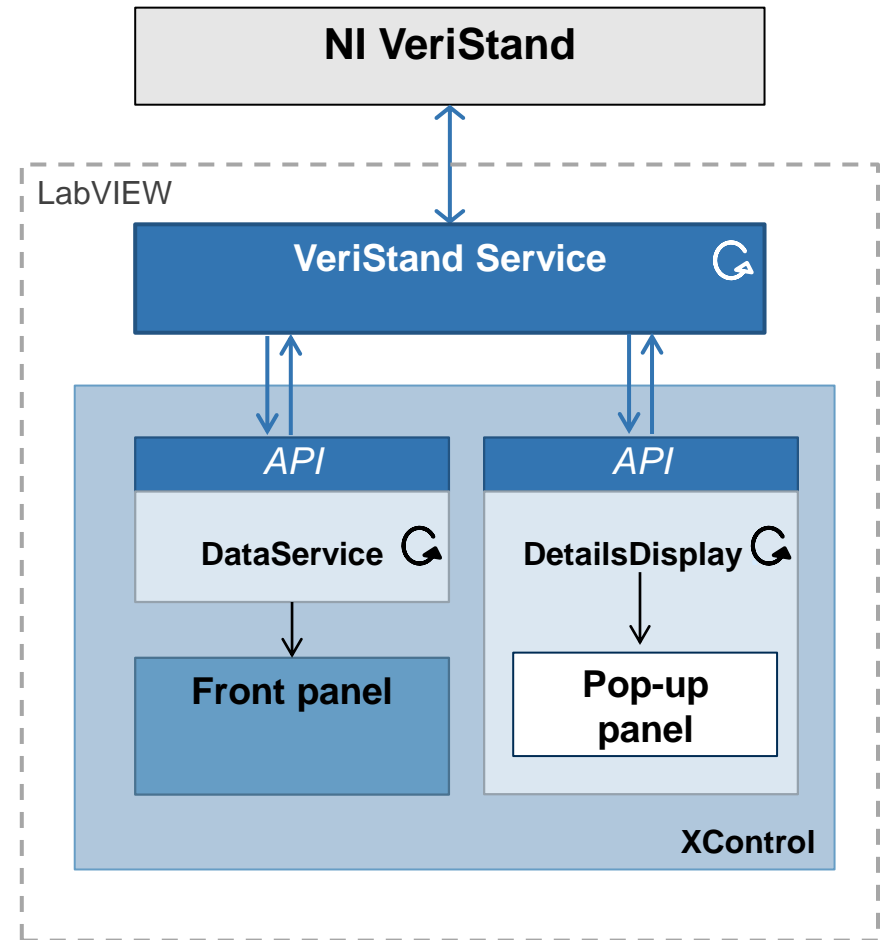 NI VeriStand
LabVIEW
VeriStand Service
API
DataService
Front panel
API
DetailsDisplay
Pop-up
panel
XControl